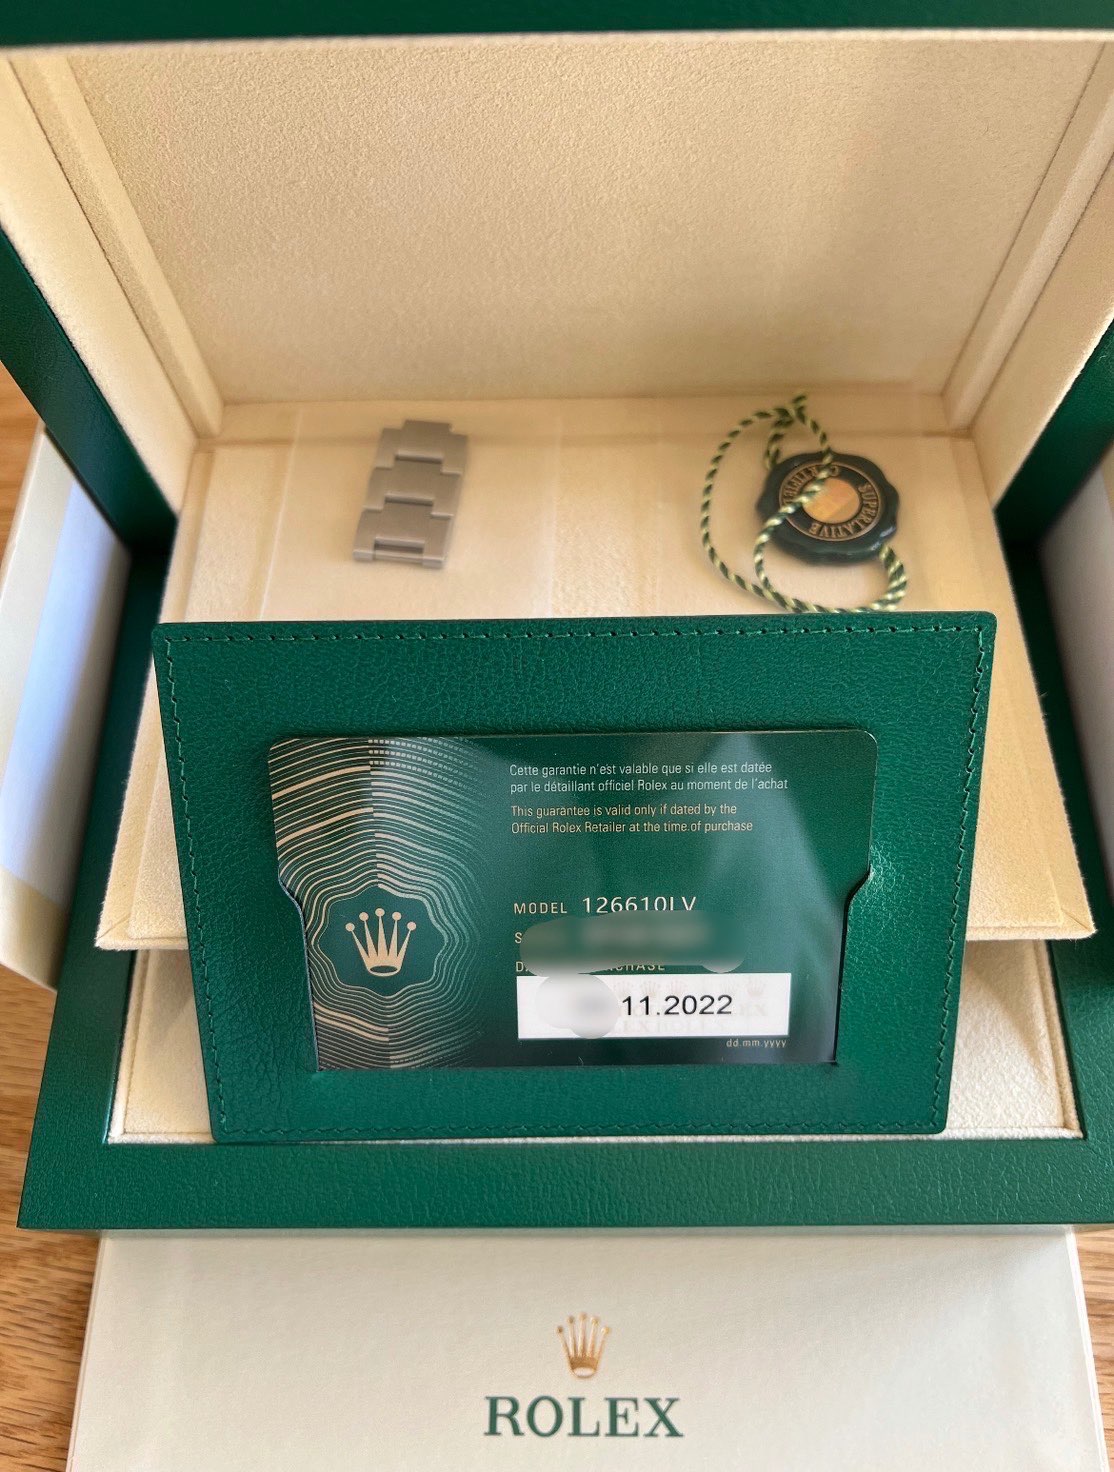 SUPERLATIVE
Cette garantie n'est valable que si elle est datée
par le détaillant officiel Rolex au moment de l'achat
This guarantee is valid only if dated by the
Official Rolex Retailer at the time of purchase
MODEL 126610LV
11.2022
dd.mm.yyyy
ROLEX